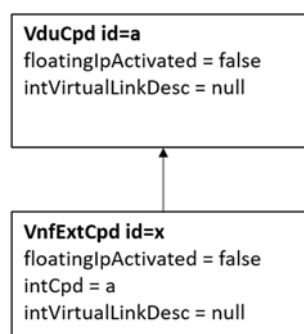 VduCpd id=a
floatingIpActivated = false
intVirtualLinkDesc = null
VnfExtCpd id=x
floatingIpActivated = false
intCpd = a
intVirtualLinkDesc = null